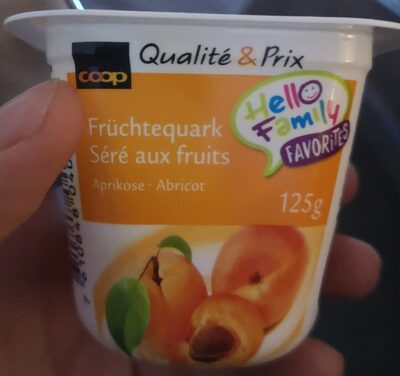 coop
Qualité & Prix
Hello
Family
FAVORITES
Früchtequark
Séré aux fruits
Aprikose · Abricot
125g